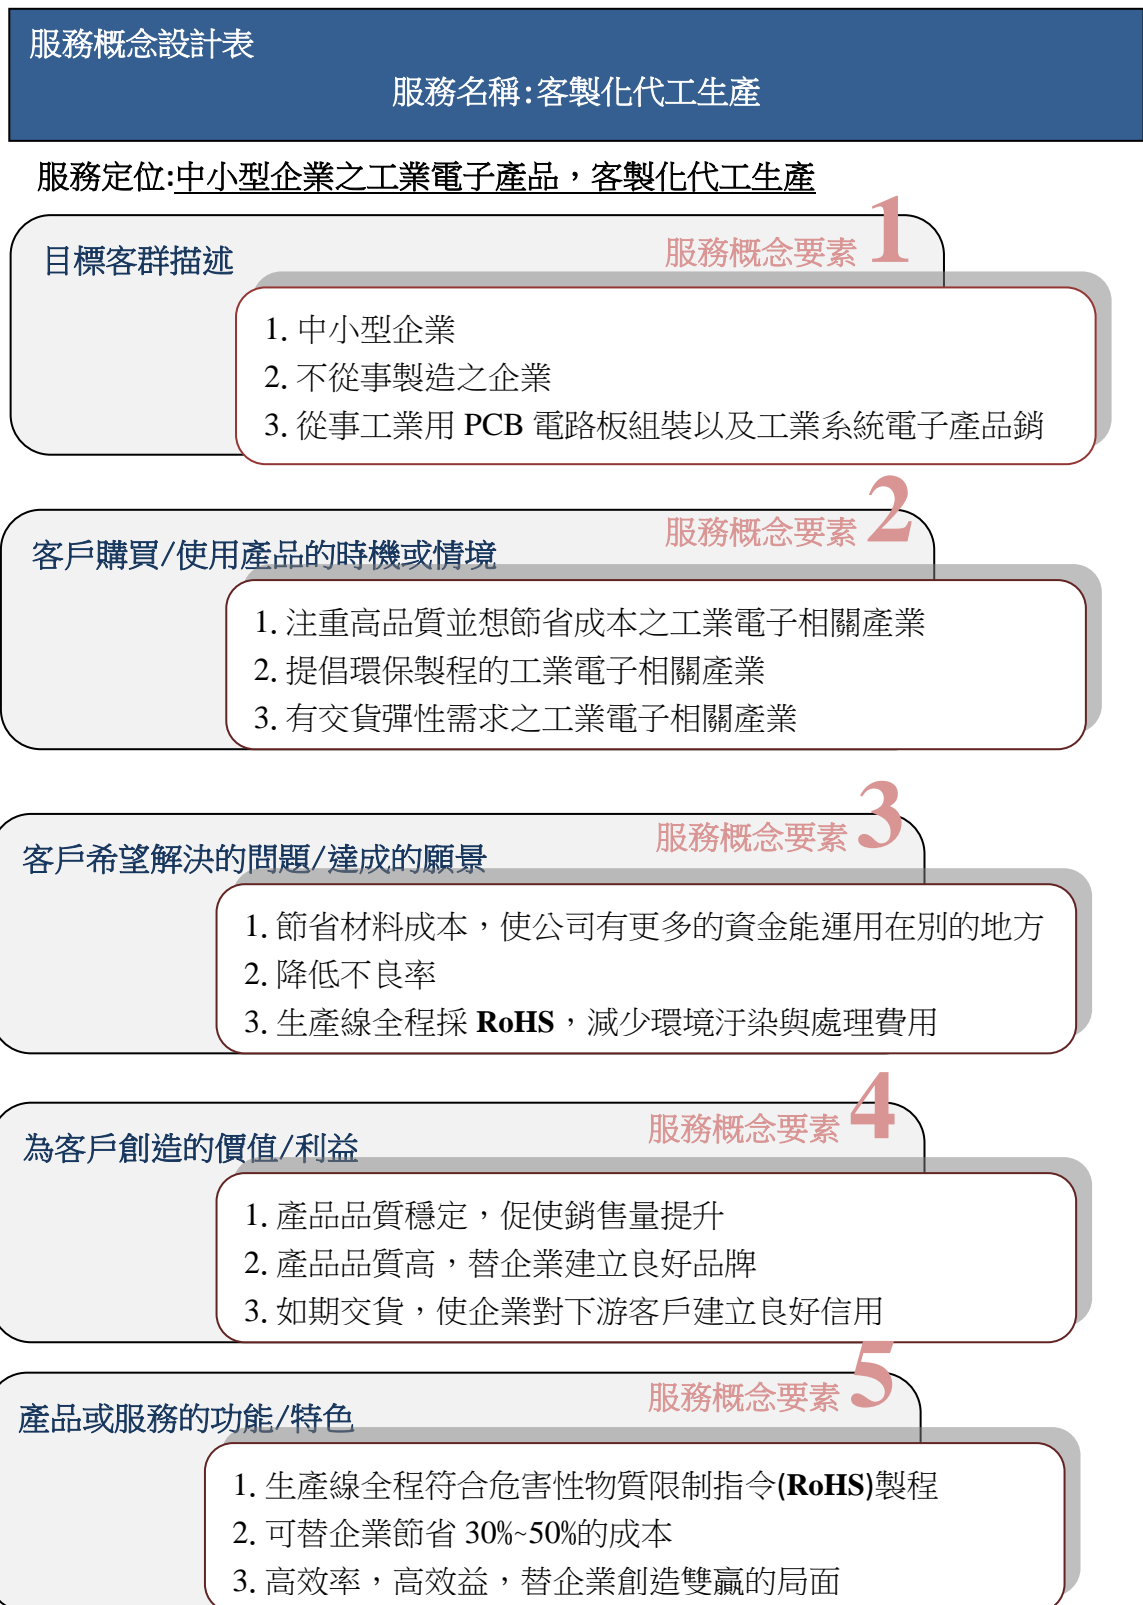 服務概念設計表
服務名稱:客製化代工生產
服務定位:中小型企業之工業電子產品，客製化代工生產
目標客群描述
服務概念要素 1
1. 中小型企業
2. 不從事製造之企業
3. 從事工業用 PCB 電路板組裝以及工業系統電子產品銷
客戶購買/使用產品的時機或情境
服務概念要素 2
1. 注重高品質並想節省成本之工業電子相關產業
2. 提倡環保製程的工業電子相關產業
3. 有交貨彈性需求之工業電子相關產業
客戶希望解決的問題/達成的願景
服務概念要素 3
1. 節省材料成本，使公司有更多的資金能運用在別的地方
2. 降低不良率
3. 生產線全程採 RoHS，減少環境汙染與處理費用
為客戶創造的價值/利益
服務概念要素 4
1. 產品品質穩定，促使銷售量提升
2. 產品品質高，替企業建立良好品牌
3. 如期交貨，使企業對下游客戶建立良好信用
產品或服務的功能/特色
服務概念要素 5
1. 生產線全程符合危害性物質限制指令(RoHS)製程
2. 可替企業節省 30%~50%的成本
3. 高效率，高效益，替企業創造雙贏的局面